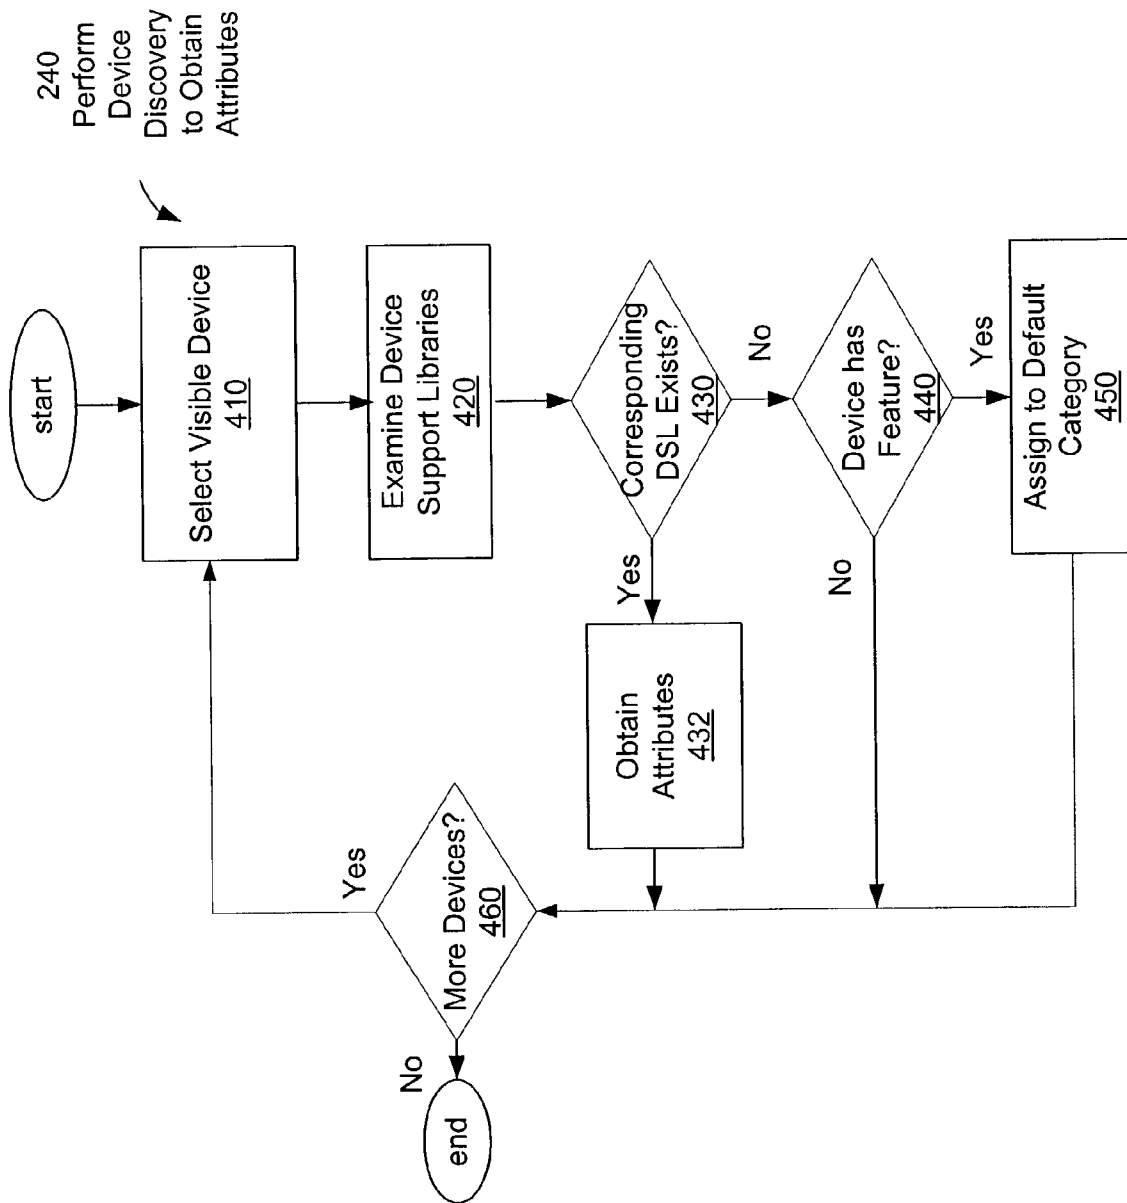 240
Perform
Device
Discovery
to Obtain
Attributes
start
Select Visible Device
410
Examine Device
Support Libraries
420
Corresponding
DSL Exists?
430
Yes
No
Obtain
Attributes
432
Device has
Feature?
440
No
Yes
Assign to Default
Category
450
More Devices?
460
Yes
No
end